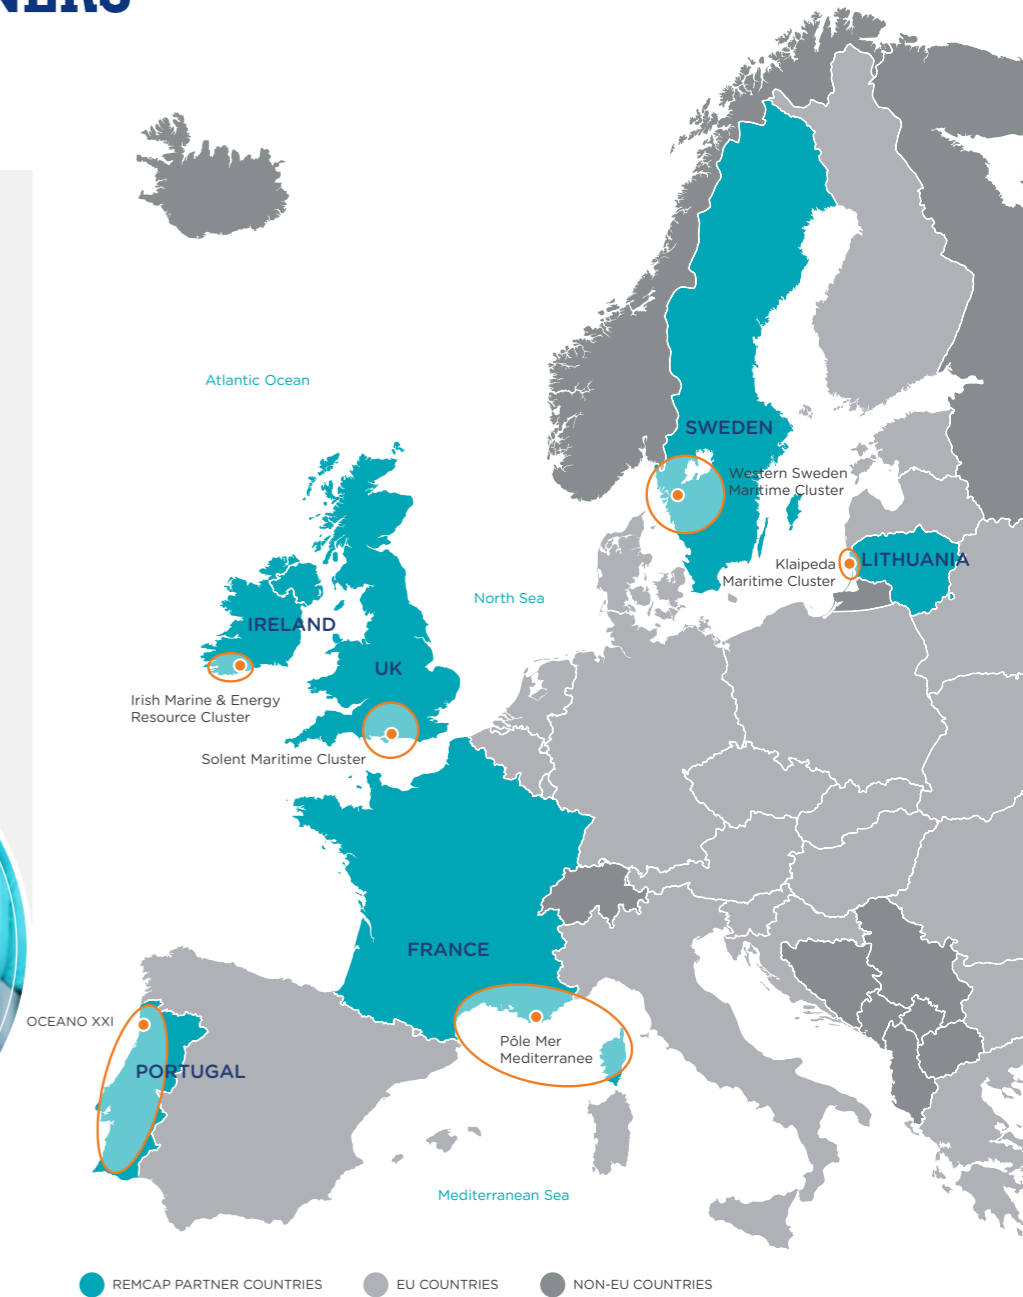 Atlantic Ocean
SWEDEN
Western Sweden
Maritime Cluster
Klaipeda
Maritime Cluster
LITHUANIA
North Sea
IRELAND
UK
Irish Marine & Energy
Resource Cluster
Solent Maritime Cluster
FRANCE
OCEANO XXI
Pôle Mer
Mediterranee
PORTUGAL
Mediterranean Sea
REMCAP PARTNER COUNTRIES
EU COUNTRIES
NON-EU COUNTRIES